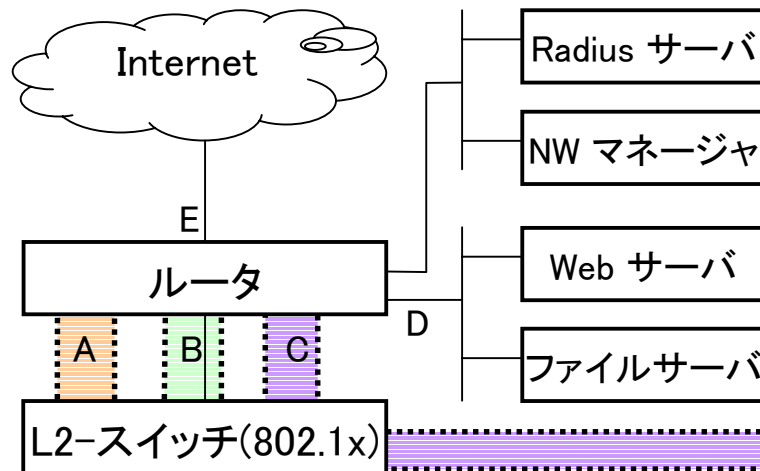 Internet
Radius サーバ
NW マネージャ
E
ルータ
Web サーバ
D
A
B
C
ファイルサーバ
L2-スイッチ(802.1x)